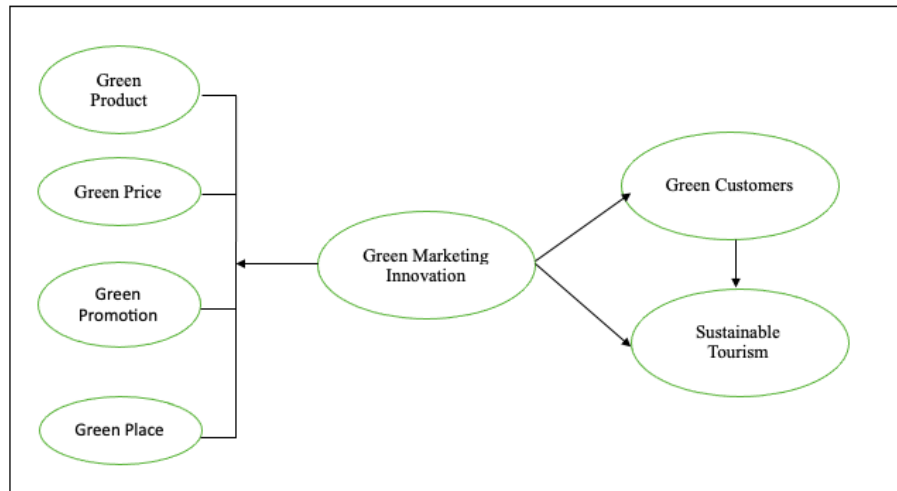 Green
Product
Green Price
Green
Promotion
Green Place
Green Marketing
Innovation
Green Customers
Sustainable
Tourism